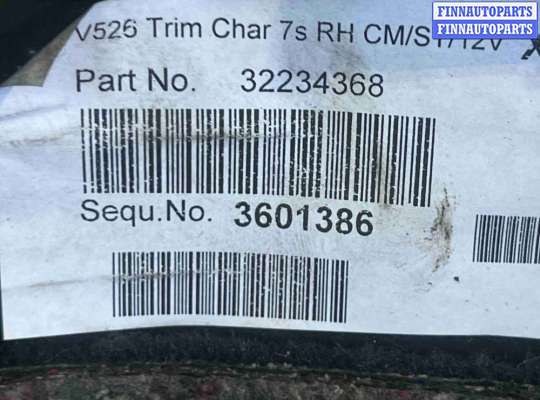 FINNAUTOPARTS
FINNAUTOPARTS
V526 Trim Char 7s RH CM/ST/12V X
Part No. 32234368
Sequ.No. 3601386